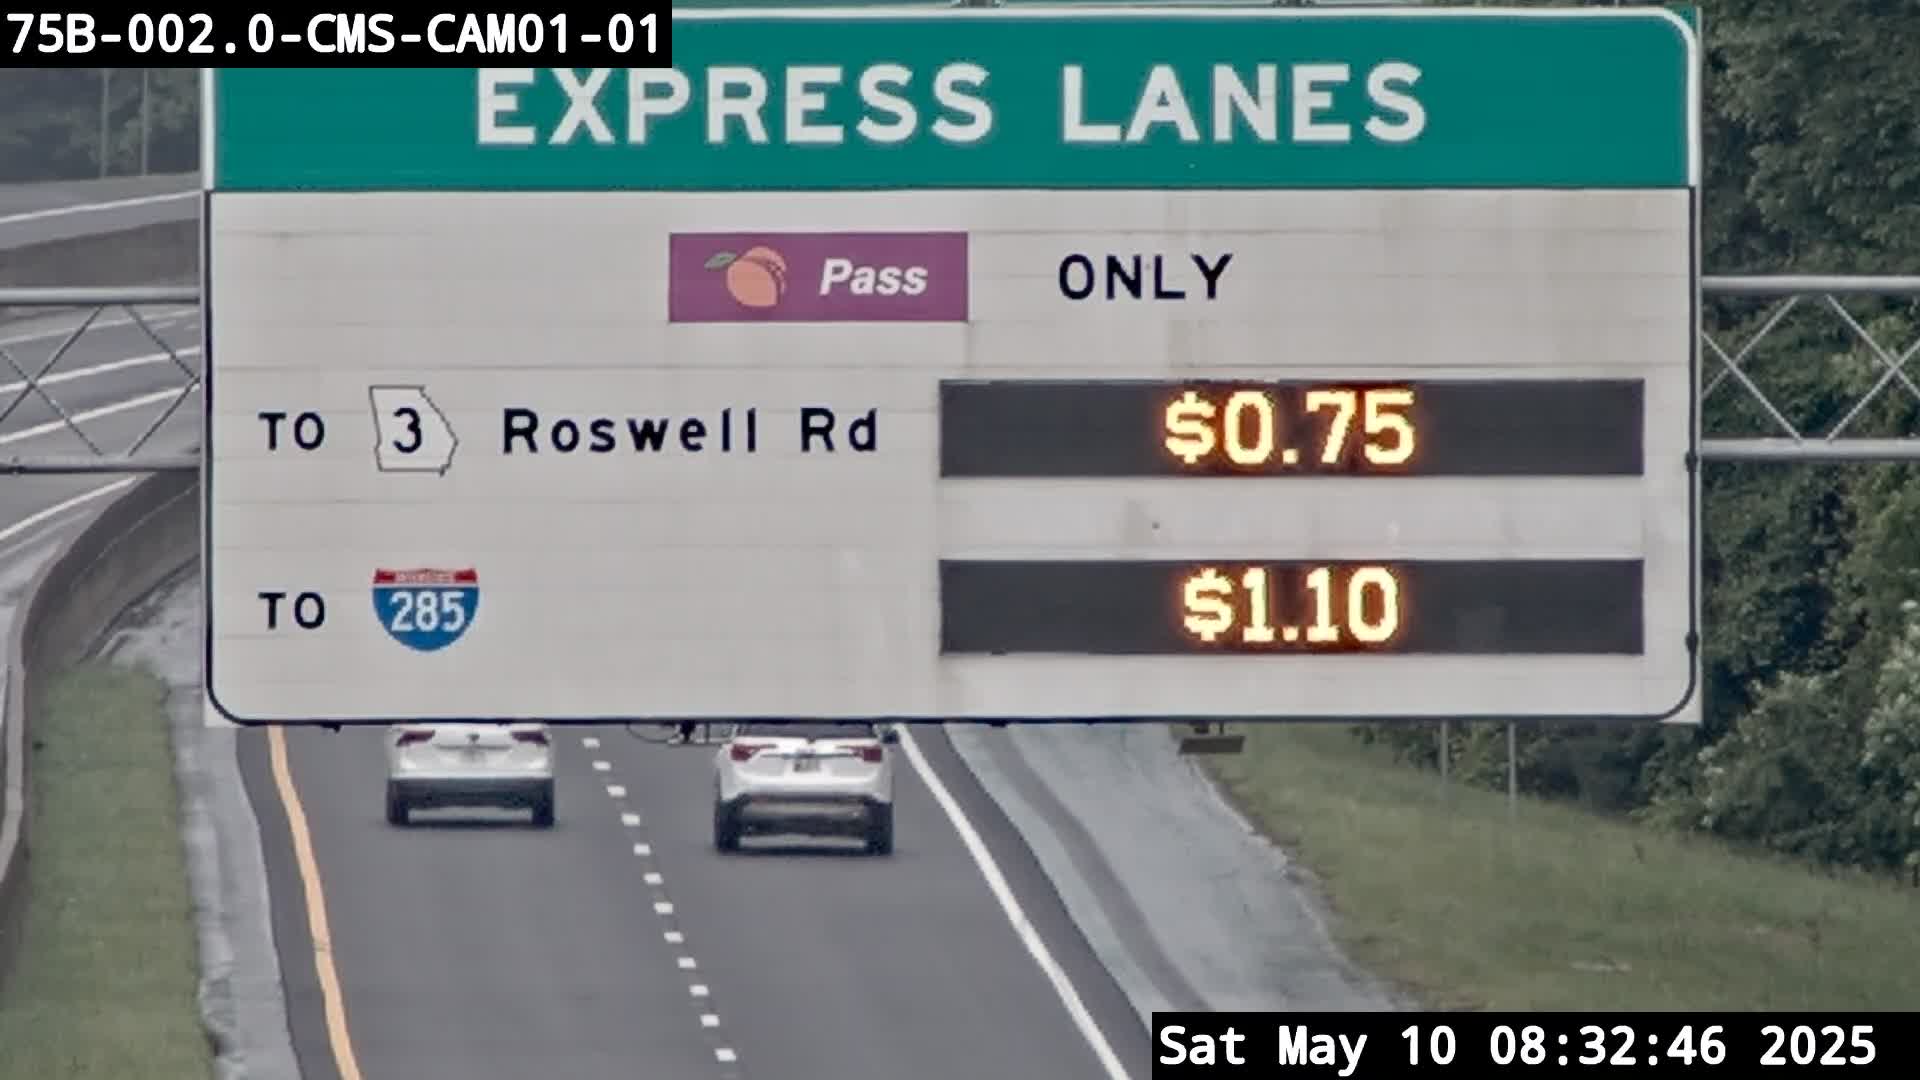 75B-002.0-CMS-CAM01-01
EXPRESS LANES
Pass ONLY
TO 3 Roswell Rd $0.75
TO 285 $1.10
Sat May 10 08:32:46 2025